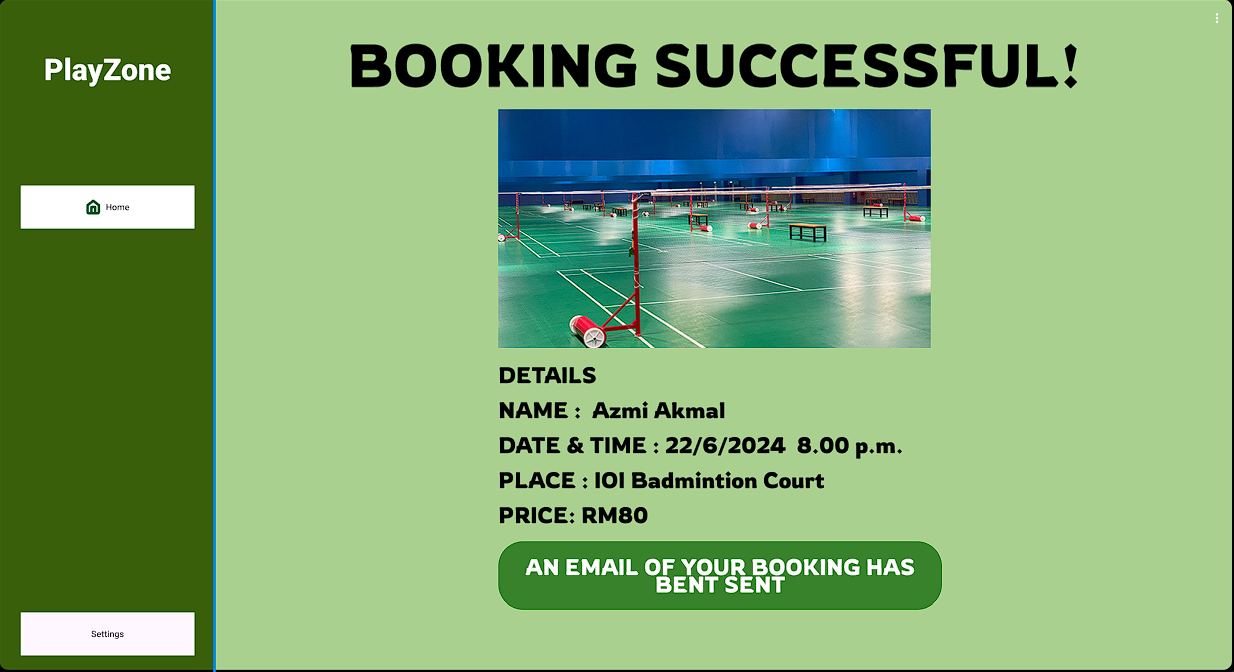 PlayZone
Home
Settings
BOOKING SUCCESSFUL!
DETAILS
NAME : Azmi Akmal
DATE & TIME : 22/6/2024 8.00 p.m.
PLACE : IOI Badmintion Court
PRICE: RM80
AN EMAIL OF YOUR BOOKING HAS
BENT SENT